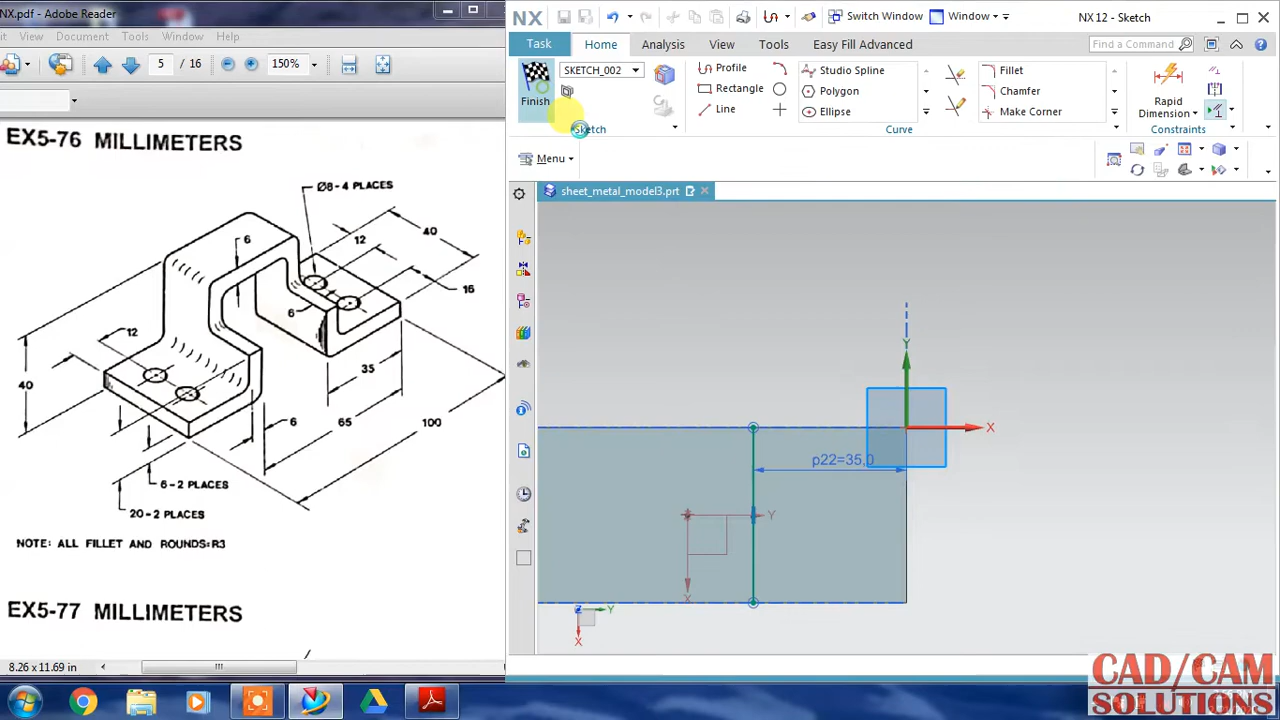 NX.pdf - Adobe Reader
it View Document Tools Window Help
5 / 16 150%
EX5-76 MILLIMETERS
Ø8-4 PLACES
40
12
6
16
6
12
35
40
6
65
100
6-2 PLACES
20-2 PLACES
NOTE: ALL FILLET AND ROUNDS=R3
EX5-77 MILLIMETERS
8.26 x 11.69 in
NX
Switch Window
Window
NX 12 - Sketch
Task
Home
Analysis
View
Tools
Easy Fill Advanced
Find a Command
Finish
SKETCH_002
Profile
Rectangle
Line
Studio Spline
Polygon
Ellipse
Fillet
Chamfer
Make Corner
Rapid
Dimension
Sketch
Curve
Constraints
Menu
sheet_metal_model3.prt
Y
X
p22=35.0
Y
X
Z
Y
X
CAD/CAM
SOLUTIONS